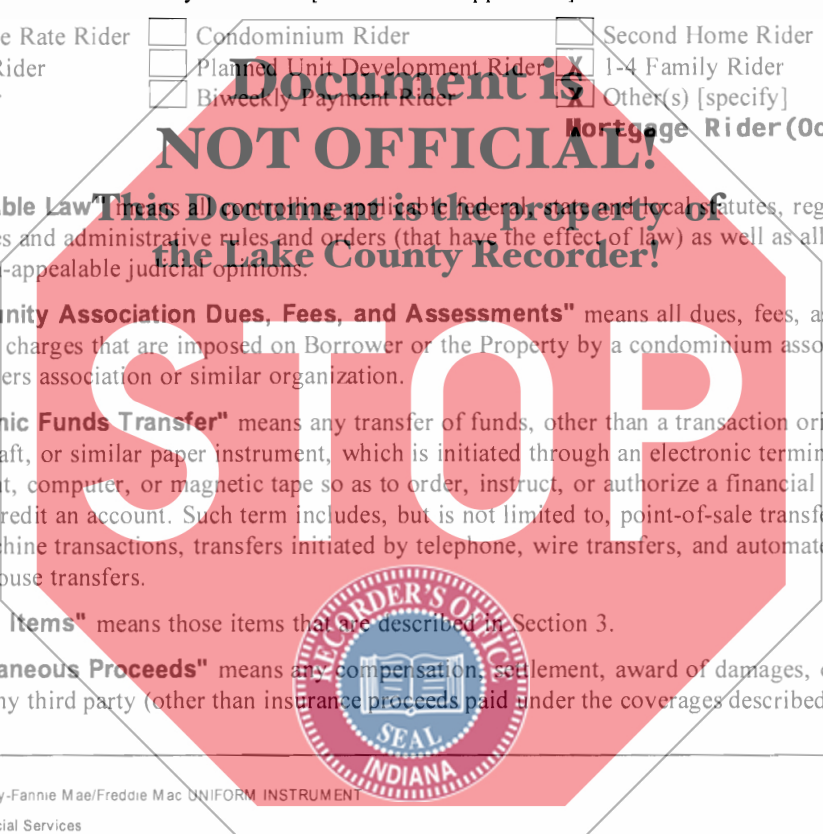 e Rate Rider Condominium Rider Second Home Rider
Rider Planned Unit Development Rider X 1-4 Family Rider
Biweekly Payment Rider X Other(s) [specify]
Mortgage Rider(Oc
Document is
NOT OFFICIAL!
This Document is the property of
the Lake County Recorder!
ble Law" means all controlling applicable federal, state and local statutes, reg
s and administrative rules and orders (that have the effect of law) as well as all
-appealable judicial opinions.
nity Association Dues, Fees, and Assessments" means all dues, fees, as
charges that are imposed on Borrower or the Property by a condominium asso
ers association or similar organization.
nic Funds Transfer" means any transfer of funds, other than a transaction ori
aft, or similar paper instrument, which is initiated through an electronic termin
t, computer, or magnetic tape so as to order, instruct, or authorize a financial
redit an account. Such term includes, but is not limited to, point-of-sale transfe
chine transactions, transfers initiated by telephone, wire transfers, and automate
ouse transfers.
STOP
Items" means those items that are described in Section 3.
aneous Proceeds" means any compensation, settlement, award of damages, o
ny third party (other than insurance proceeds paid under the coverages described
RECORDER'S OFFICE
SEAL
INDIANA
y-Fannie Mae/Freddie Mac UNIFORM INSTRUMENT
cial Services